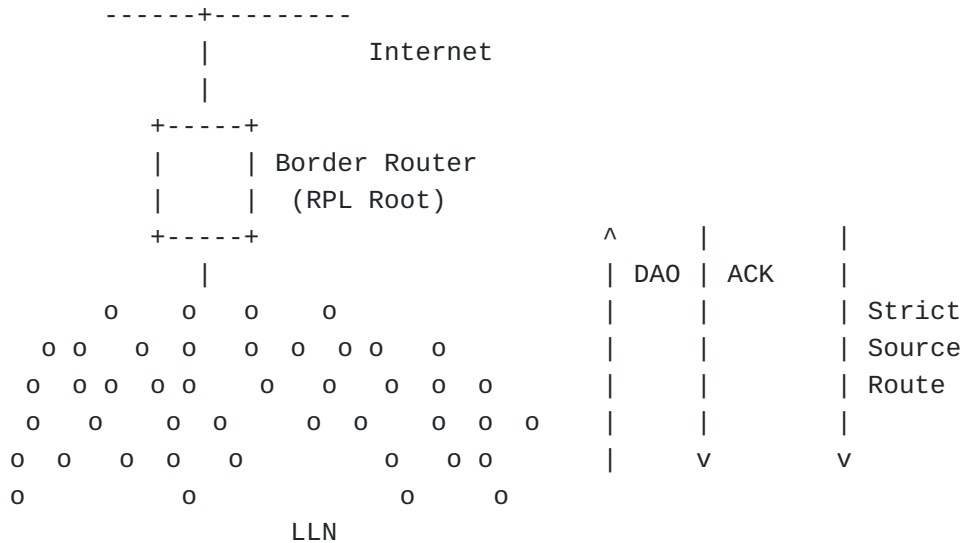 Internet
Border Router
(RPL Root)
DAO ACK
Strict
Source
Route
LLN